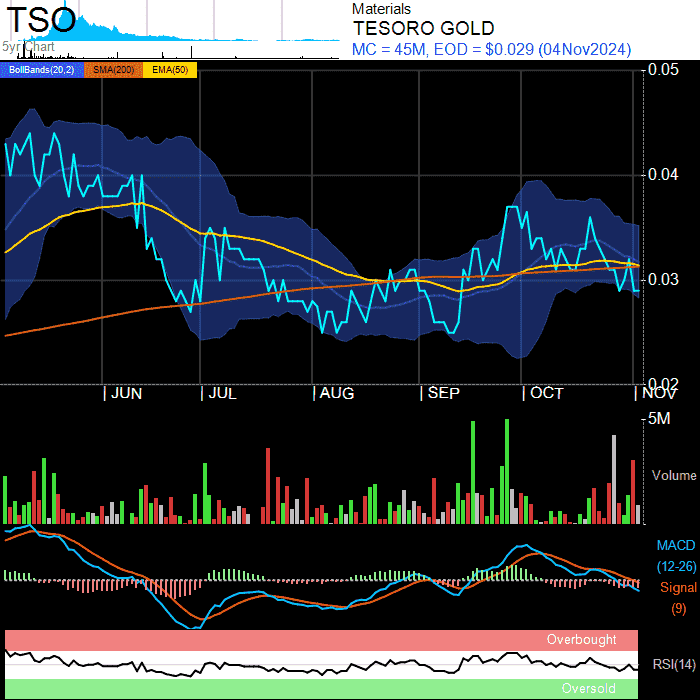 TSO
5yr Chart
Materials
TESORO GOLD
MC = 45M, EOD = $0.029 (04Nov2024)
BollBands(20,2) SMA(200) EMA(50)
0.05
0.04
0.03
0.02
JUN JUL AUG SEP OCT NOV
5M
Volume
MACD
(12-26)
Signal
(9)
Overbought
RSI(14)
Oversold